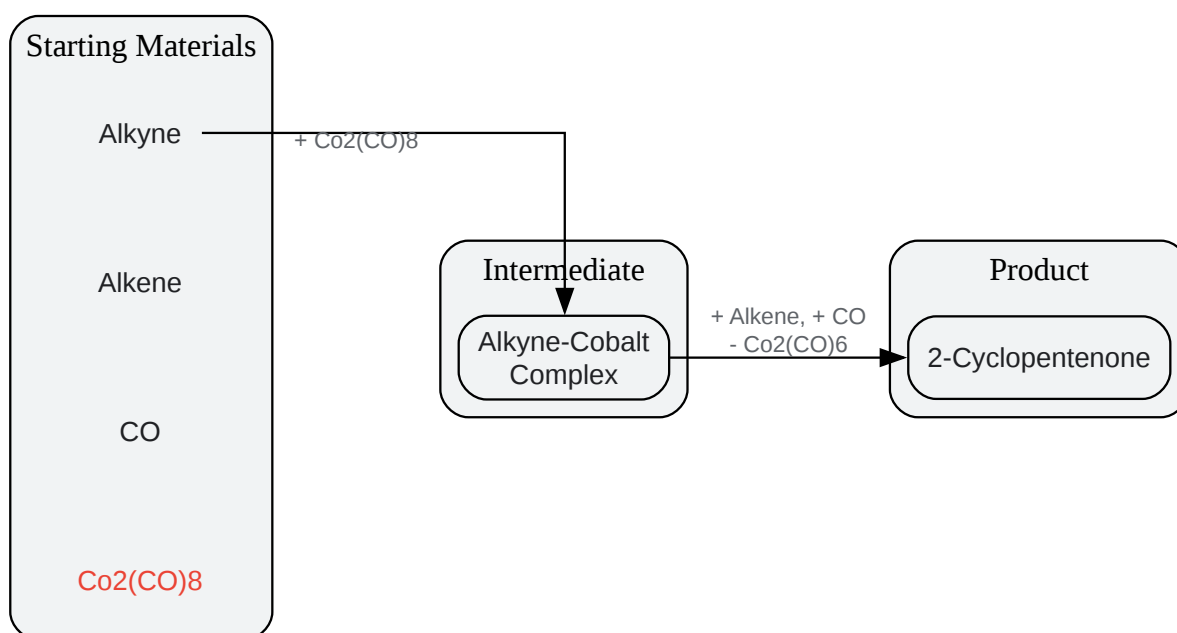 Starting Materials
Alkyne
+ Co2(CO)8
Alkene
CO
Co2(CO)8
Intermediate
Alkyne-Cobalt
Complex
+ Alkene, + CO
- Co2(CO)6
Product
2-Cyclopentenone